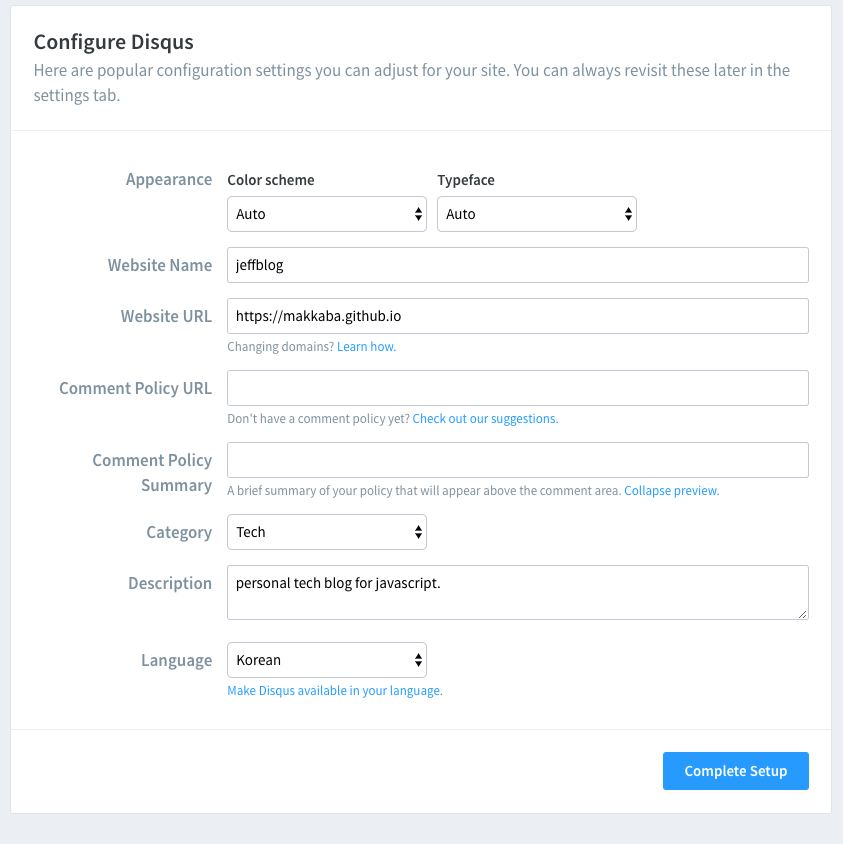 Configure Disqus
Here are popular configuration settings you can adjust for your site. You can always revisit these later in the
settings tab.
Appearance
Color scheme
Typeface
Auto
Auto
Website Name
jeffblog
Website URL
https://makkaba.github.io
Changing domains? Learn how.
Comment Policy URL
Don't have a comment policy yet? Check out our suggestions.
Comment Policy
Summary
A brief summary of your policy that will appear above the comment area. Collapse preview.
Category
Tech
Description
personal tech blog for javascript.
Language
Korean
Make Disqus available in your language.
Complete Setup